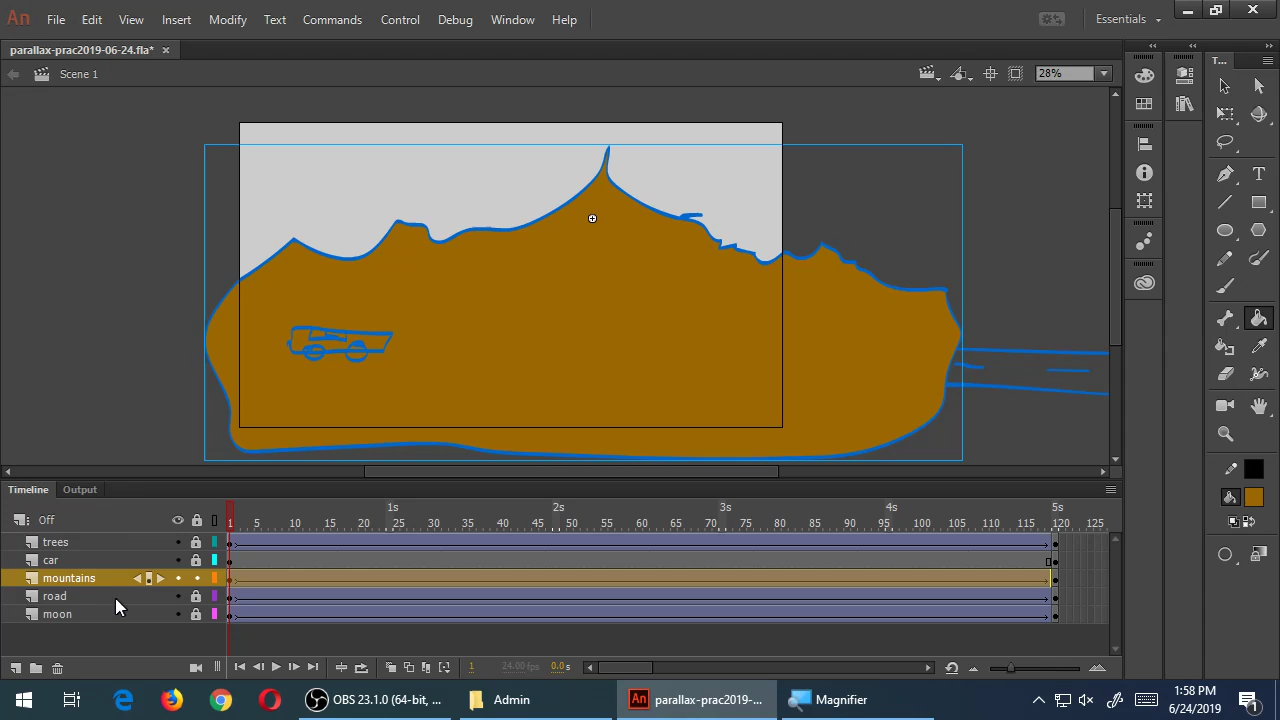 An File Edit View Insert Modify Text Commands Control Debug Window Help Essentials
parallax-prac2019-06-24.fla* ×
Scene 1 28%
T...
Timeline Output
Off 1s 2s 3s 4s 5s
1 5 10 15 20 25 30 35 40 45 50 55 60 65 70 75 80 85 90 95 100 105 110 115 120 125
trees
car
mountains
road
moon
1 24.00 fps 0.0 s
OBS 23.1.0 (64-bit, ... Admin An parallax-prac2019-... Magnifier
1:58 PM
Monday
6/24/2019
1